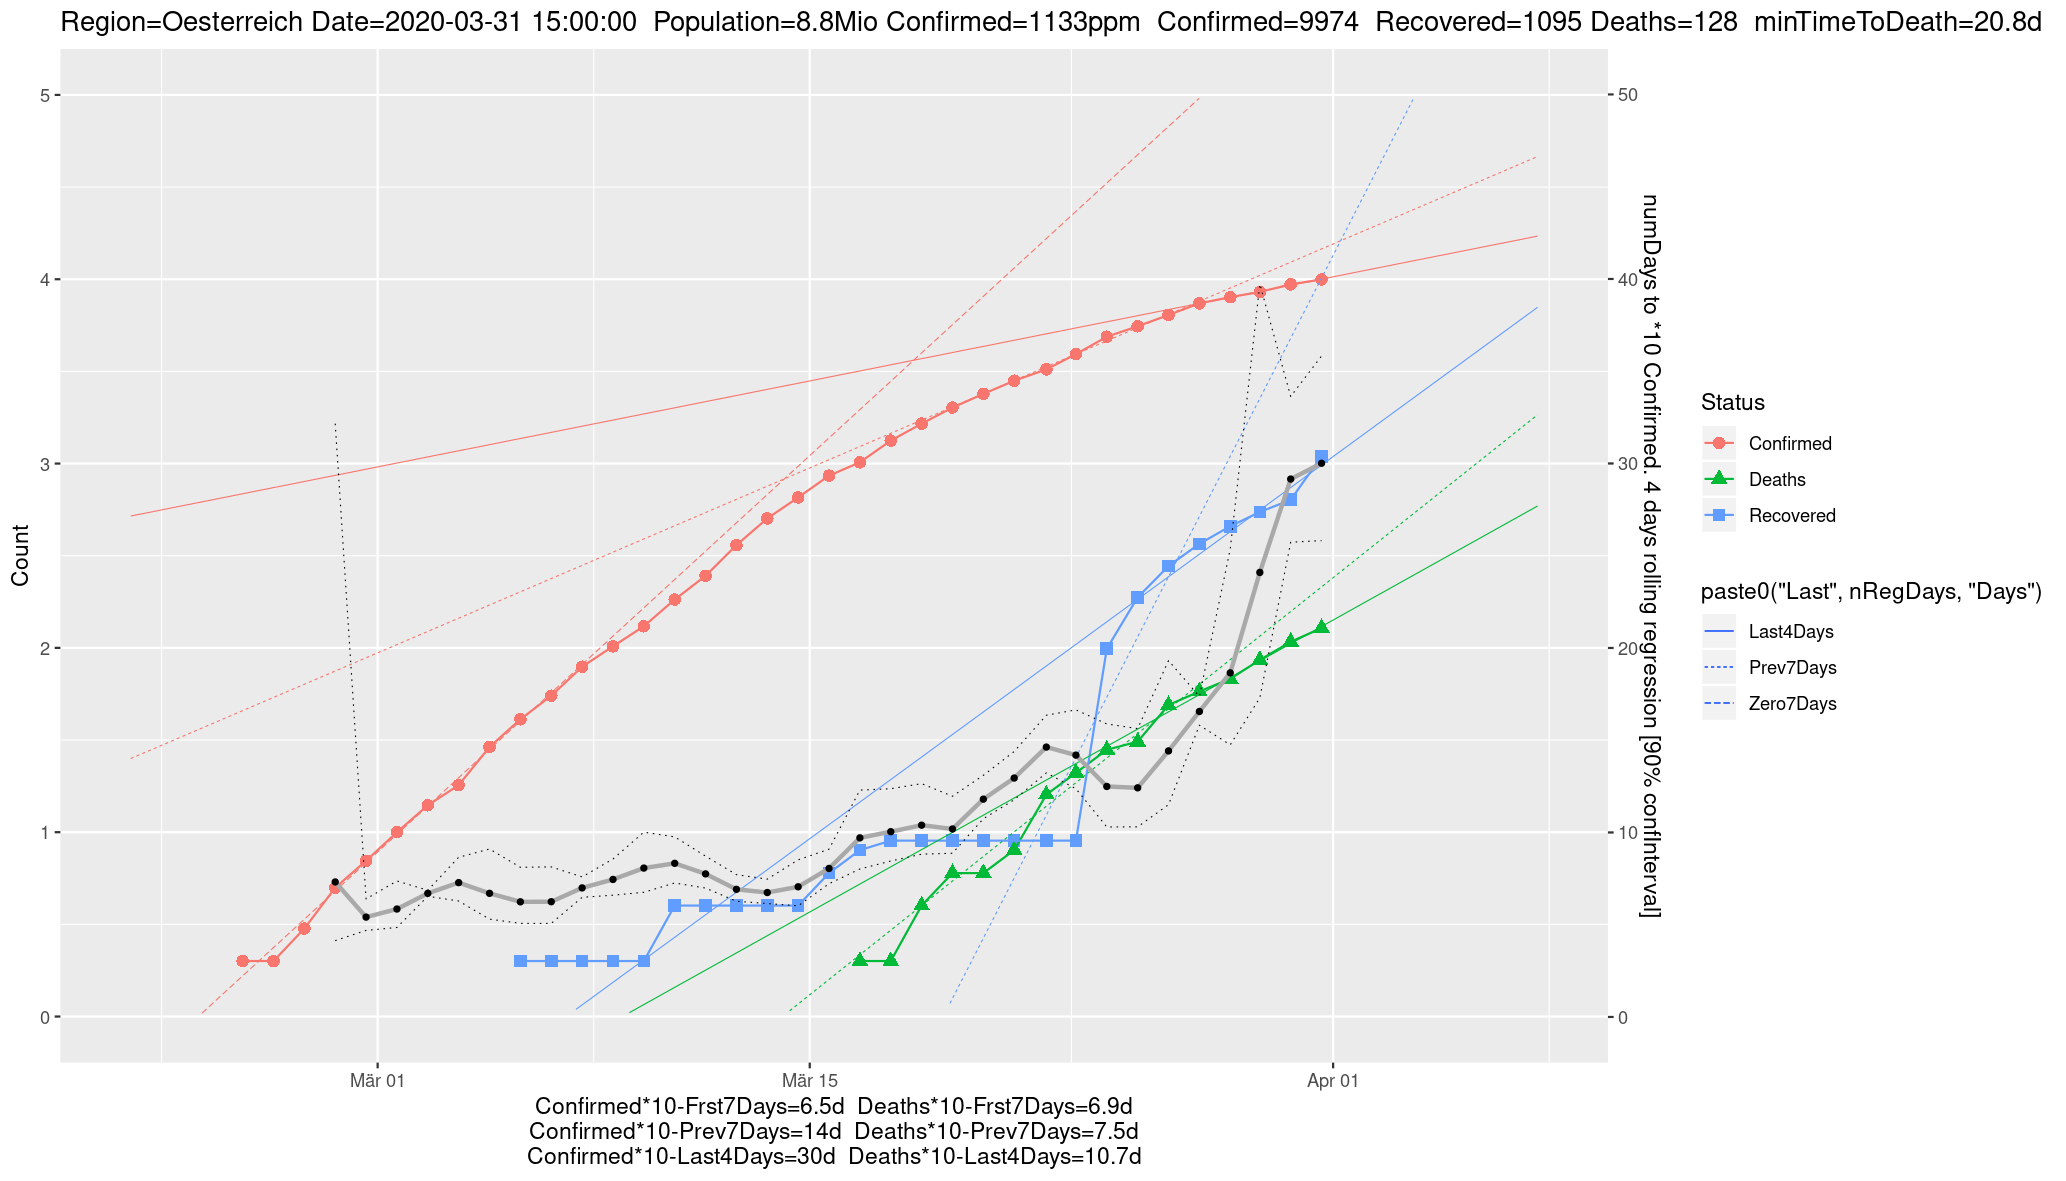 Region=Oesterreich Date=2020-03-31 15:00:00  Population=8.8Mio Confirmed=1133ppm  Confirmed=9974  Recovered=1095 Deaths=128  minTimeToDeath=20.8d
5
4
3
2
1
0
Count
50
40
30
20
10
0
numDays to *10 Confirmed. 4 days rolling regression [90% confInterval]
Mär 01
Mär 15
Apr 01
Confirmed*10-Frst7Days=6.5d  Deaths*10-Frst7Days=6.9d
Confirmed*10-Prev7Days=14d  Deaths*10-Prev7Days=7.5d
Confirmed*10-Last4Days=30d  Deaths*10-Last4Days=10.7d
Status
Confirmed
Deaths
Recovered
paste0("Last", nRegDays, "Days")
Last4Days
Prev7Days
Zero7Days